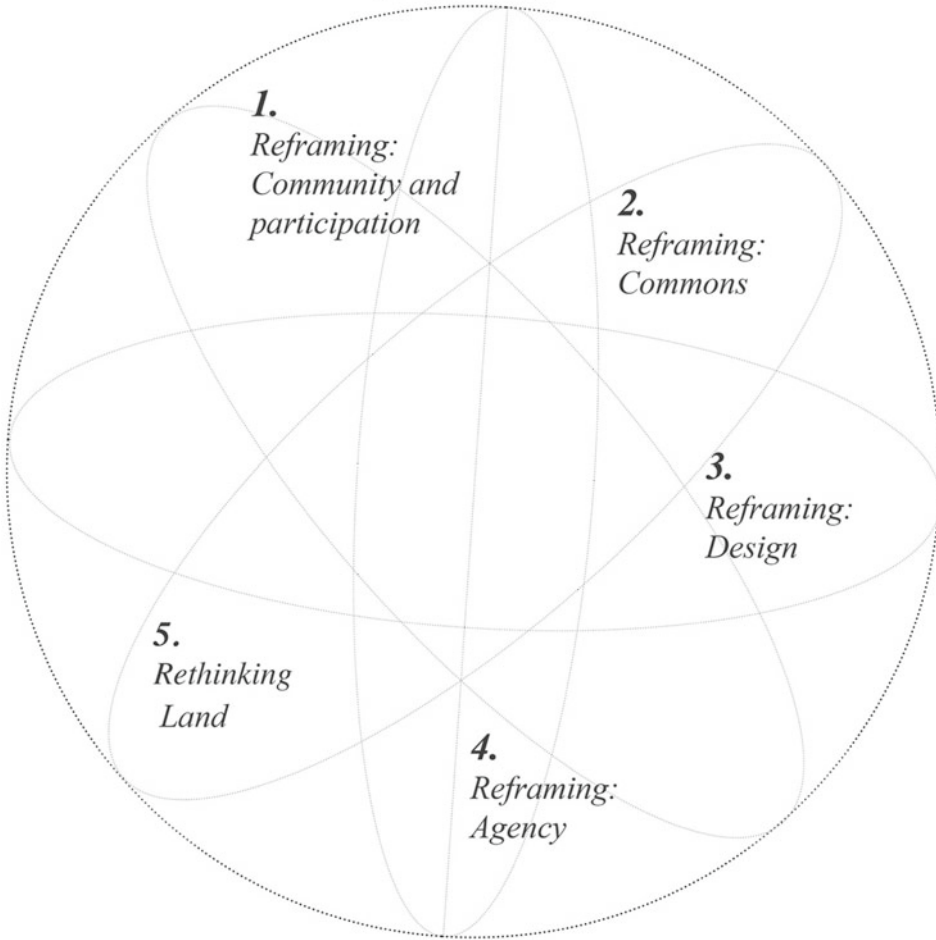 1.
Reframing:
Community and
participation
2.
Reframing:
Commons
3.
Reframing:
Design
4.
Reframing:
Agency
5.
Rethinking
Land